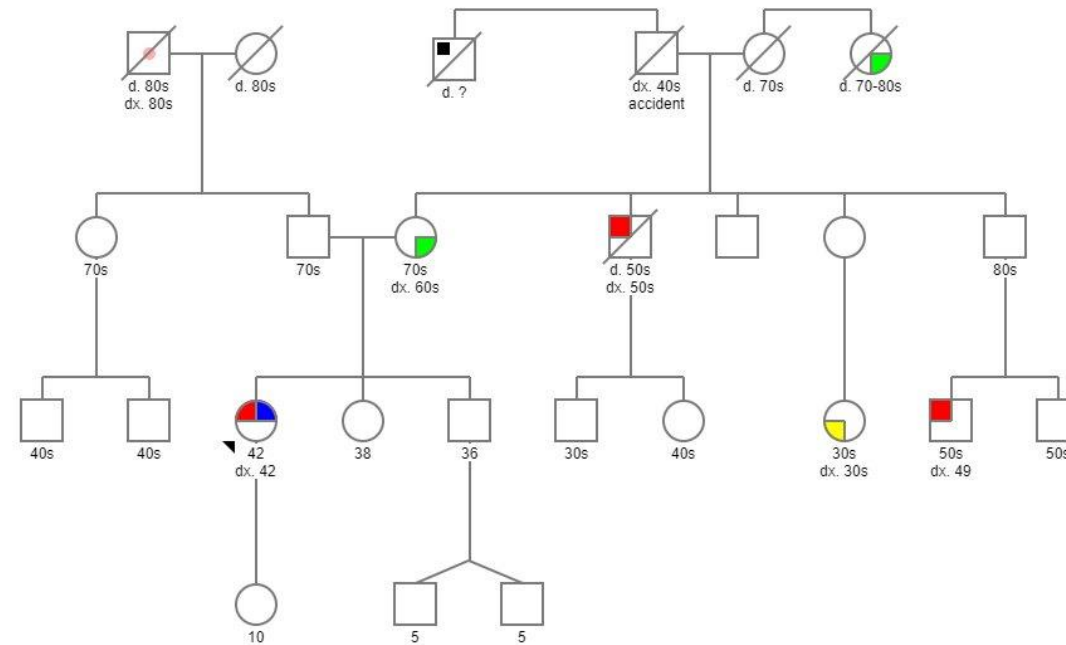 d. 80s
dx. 80s
d. 80s
d. ?
dx. 40s
accident
d. 70s
d. 70-80s
70s
70s
70s
dx. 60s
d. 50s
dx. 50s
80s
40s
40s
42
dx. 42
38
36
30s
40s
30s
dx. 30s
50s
dx. 49
50s
10
5
5